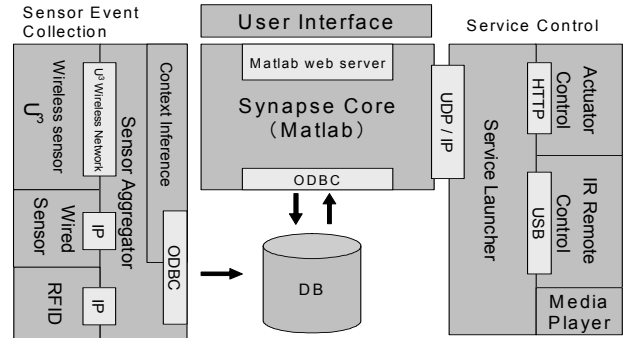 Sensor Event
Collection
User Interface
Service Control
Wireless sensor
U³
U³ Wireless Network
Wired
Sensor
IP
RFID
IP
Sensor Aggregator
Context Inference
ODBC
Matlab web server
Synapse Core
（Matlab）
ODBC
DB
UDP / IP
Service Launcher
HTTP
Actuator
Control
USB
IR Remote
Control
Media
Player